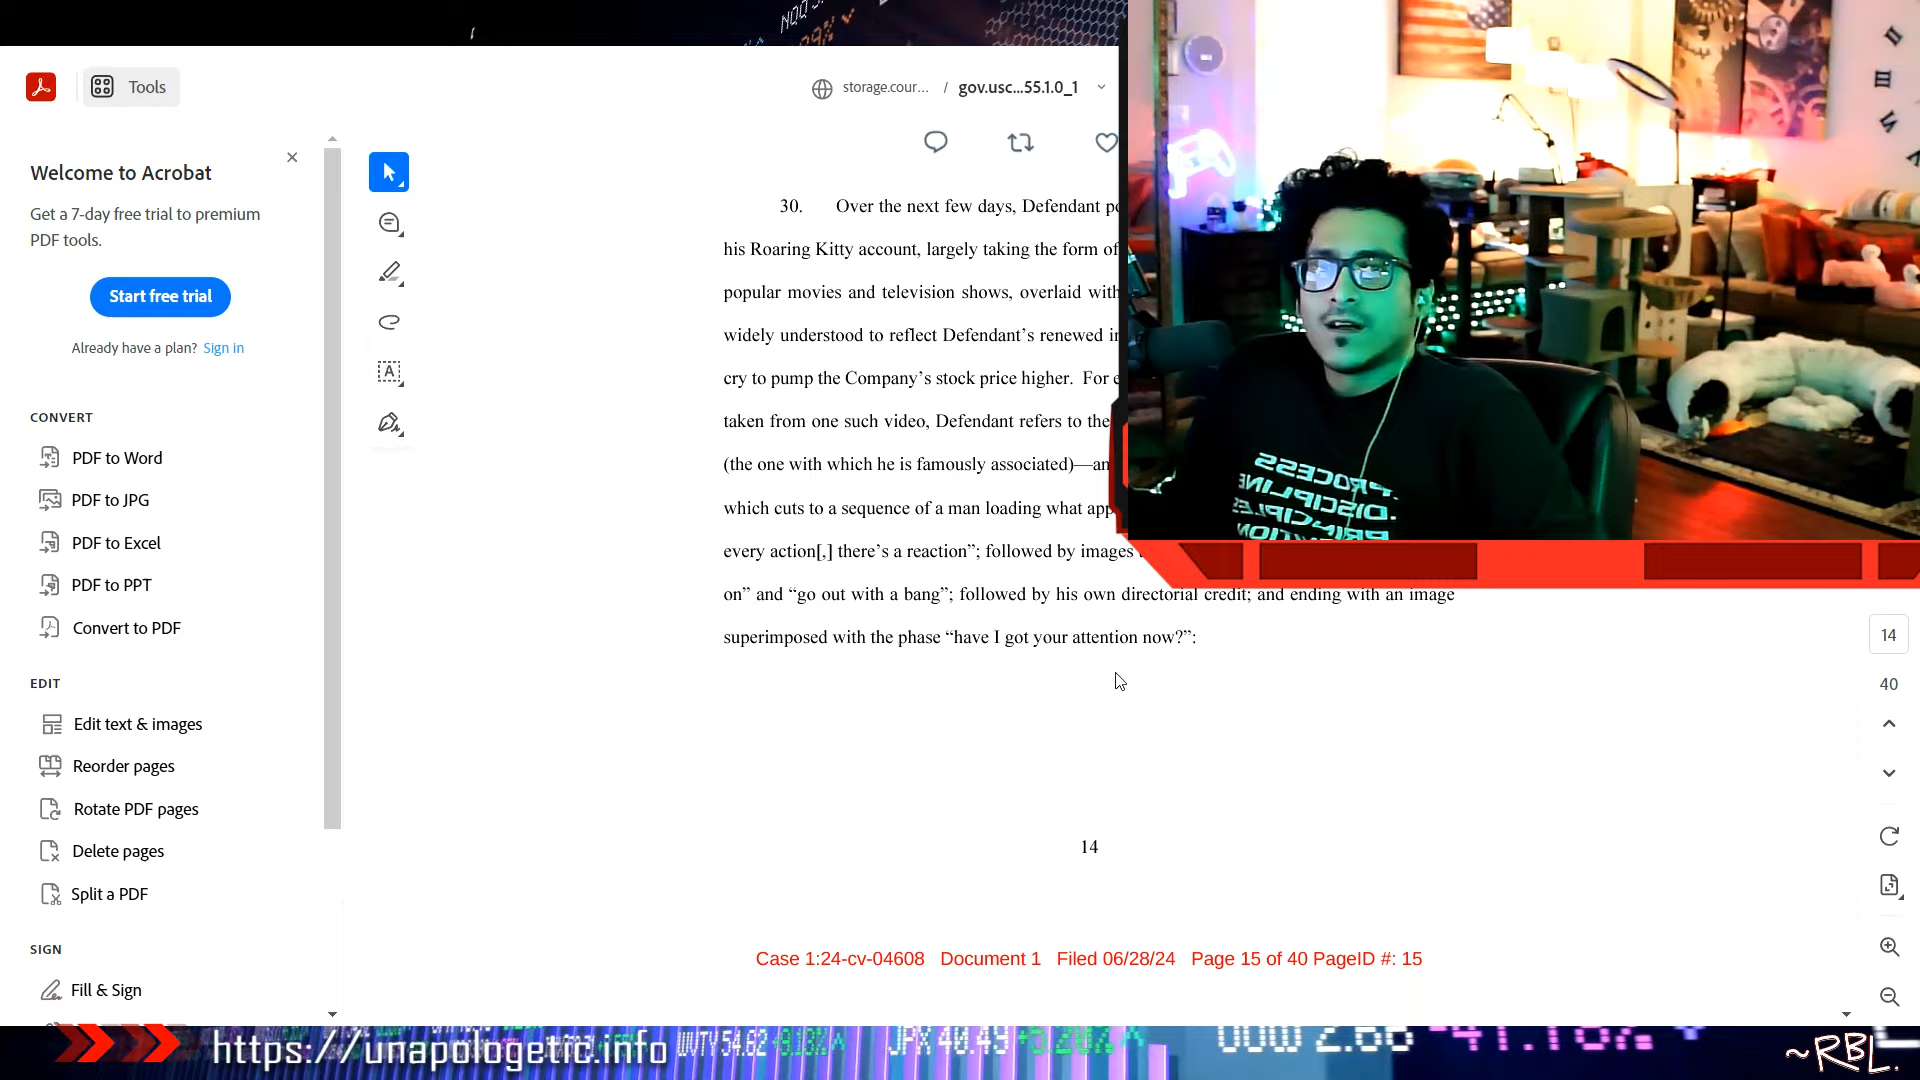 Tools
storage.cour... / gov.usc...55.1.0_1
Welcome to Acrobat
Get a 7-day free trial to premium
PDF tools.
Start free trial
Already have a plan? Sign in
CONVERT
PDF to Word
PDF to JPG
PDF to Excel
PDF to PPT
Convert to PDF
EDIT
Edit text & images
Reorder pages
Rotate PDF pages
Delete pages
Split a PDF
SIGN
Fill & Sign
30. Over the next few days, Defendant
his Roaring Kitty account, largely taking the form of
popular movies and television shows, overlaid with
widely understood to reflect Defendant's renewed
cry to pump the Company's stock price higher. For
taken from one such video, Defendant refers to the
(the one with which he is famously associated)—
which cuts to a sequence of a man loading what
every action[,] there's a reaction"; followed by images
on" and "go out with a bang"; followed by his own directorial credit; and ending with an image
superimposed with the phase "have I got your attention now?":
14
Case 1:24-cv-04608 Document 1 Filed 06/28/24 Page 15 of 40 PageID #: 15
14
40
PROCESS
DISCIPLINE
PRINCIPLES
https://unapologetic.info
WVTY 54.62
JPX 40.49
~RBL.